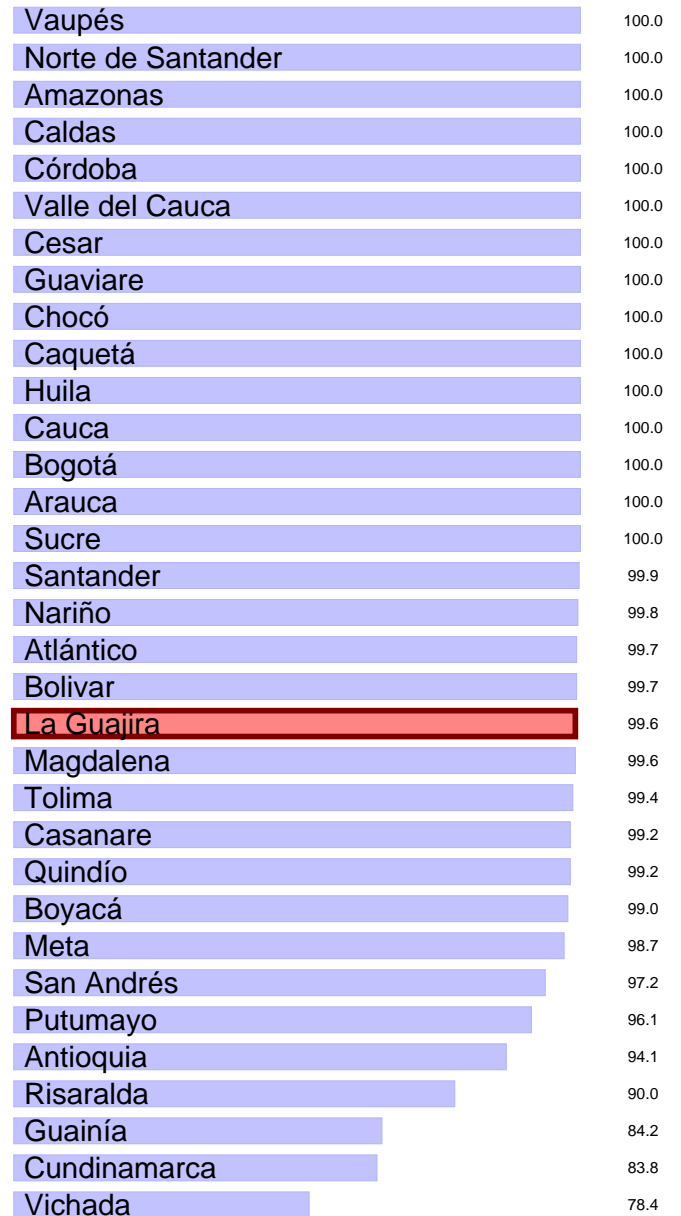 Vaupés 100.0
Norte de Santander 100.0
Amazonas 100.0
Caldas 100.0
Córdoba 100.0
Valle del Cauca 100.0
Cesar 100.0
Guaviare 100.0
Chocó 100.0
Caquetá 100.0
Huila 100.0
Cauca 100.0
Bogotá 100.0
Arauca 100.0
Sucre 100.0
Santander 99.9
Nariño 99.8
Atlántico 99.7
Bolivar 99.7
La Guajira 99.6
Magdalena 99.6
Tolima 99.4
Casanare 99.2
Quindío 99.2
Boyacá 99.0
Meta 98.7
San Andrés 97.2
Putumayo 96.1
Antioquia 94.1
Risaralda 90.0
Guainía 84.2
Cundinamarca 83.8
Vichada 78.4